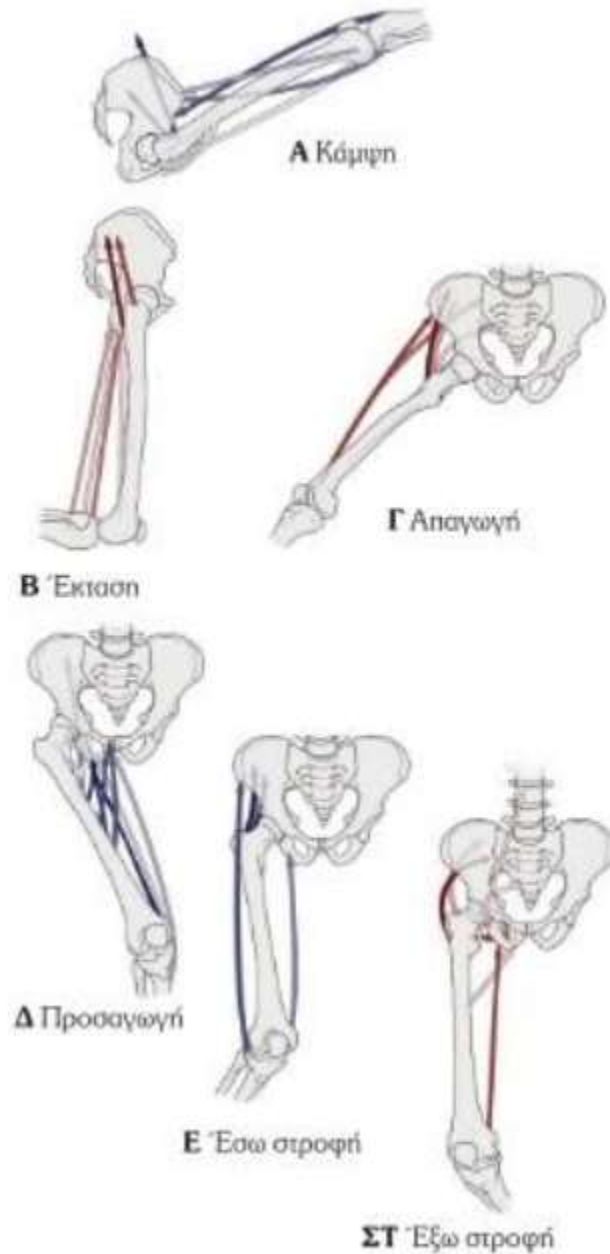 Α Κάμψη
Γ Απαγωγή
Β Έκταση
Δ Προσαγωγή
Ε Έσω στροφή
ΣΤ Έξω στροφή